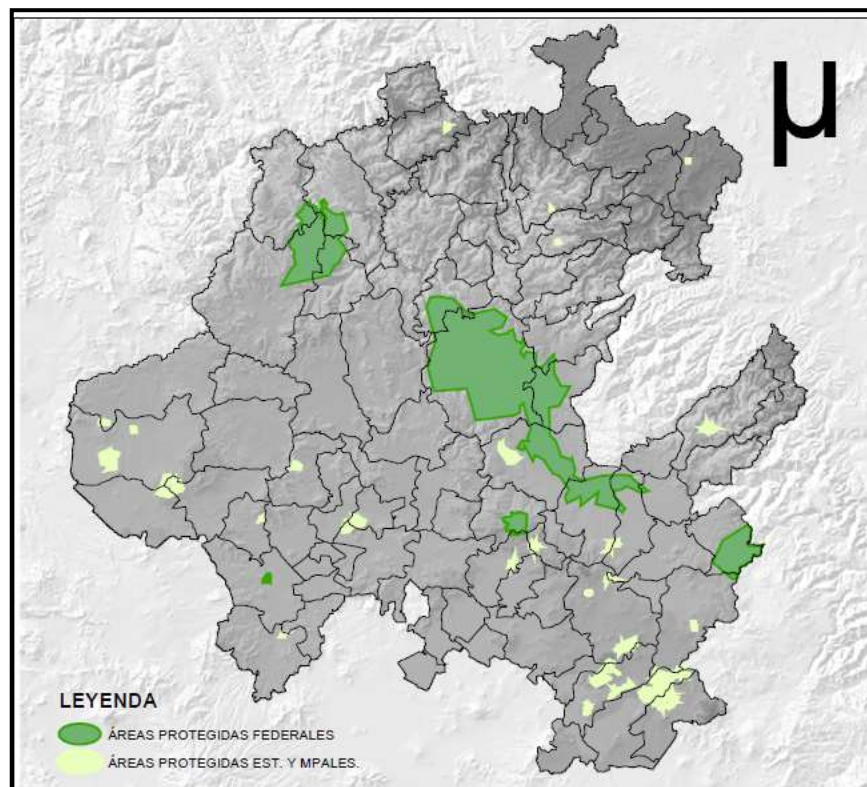 µ
LEYENDA
ÁREAS PROTEGIDAS FEDERALES
ÁREAS PROTEGIDAS EST. Y MPALES.